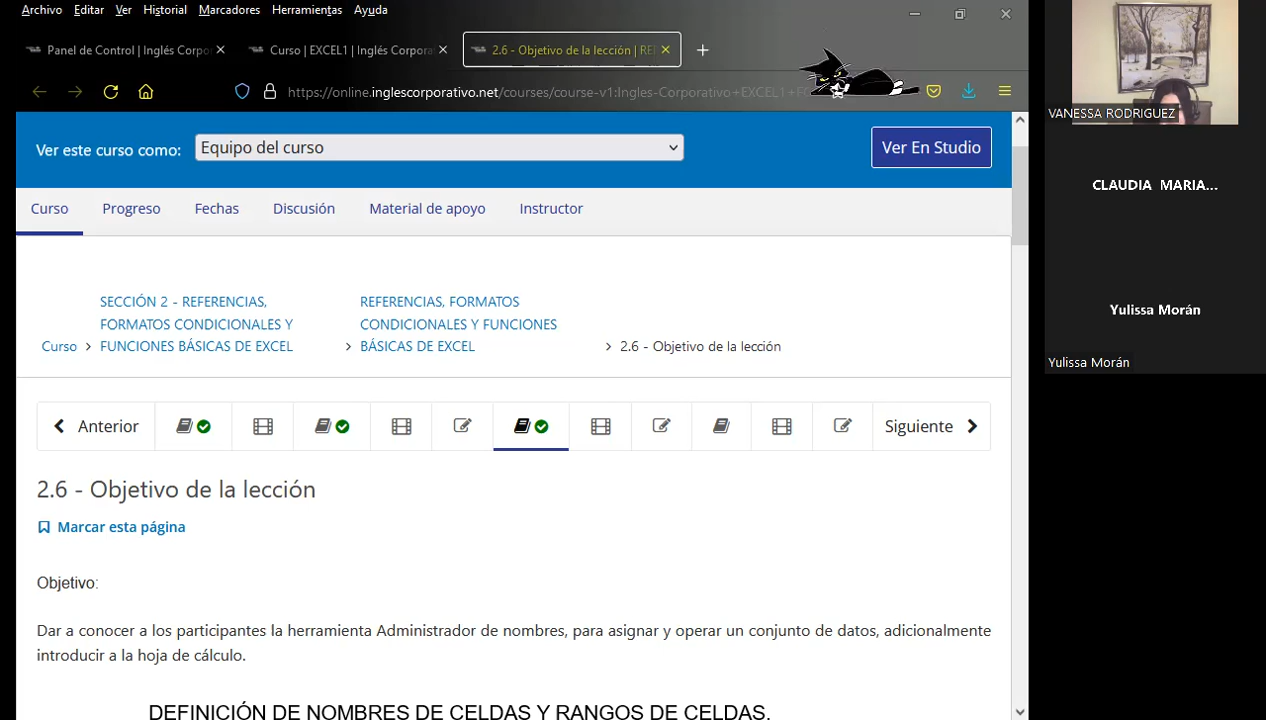 Archivo Editar Ver Historial Marcadores Herramientas Ayuda
Panel de Control | Inglés Corpo
Curso | EXCEL1 | Inglés Corpora
2.6 - Objetivo de la lección | RE
https://online.inglescorporativo.net/courses/course-v1:Ingles-Corporativo+EXCEL1+
Ver este curso como:
Equipo del curso
Ver En Studio
Curso Progreso Fechas Discusión Material de apoyo Instructor
Curso > SECCIÓN 2 - REFERENCIAS,
FORMATOS CONDICIONALES Y
FUNCIONES BÁSICAS DE EXCEL
> REFERENCIAS, FORMATOS
CONDICIONALES Y FUNCIONES
BÁSICAS DE EXCEL
> 2.6 - Objetivo de la lección
Anterior
Siguiente
2.6 - Objetivo de la lección
Marcar esta página
Objetivo:
Dar a conocer a los participantes la herramienta Administrador de nombres, para asignar y operar un conjunto de datos, adicionalmente
introducir a la hoja de cálculo.
DEFINICIÓN DE NOMBRES DE CELDAS Y RANGOS DE CELDAS.
VANESSA RODRIGUEZ
CLAUDIA MARIA...
Yulissa Morán
Yulissa Morán